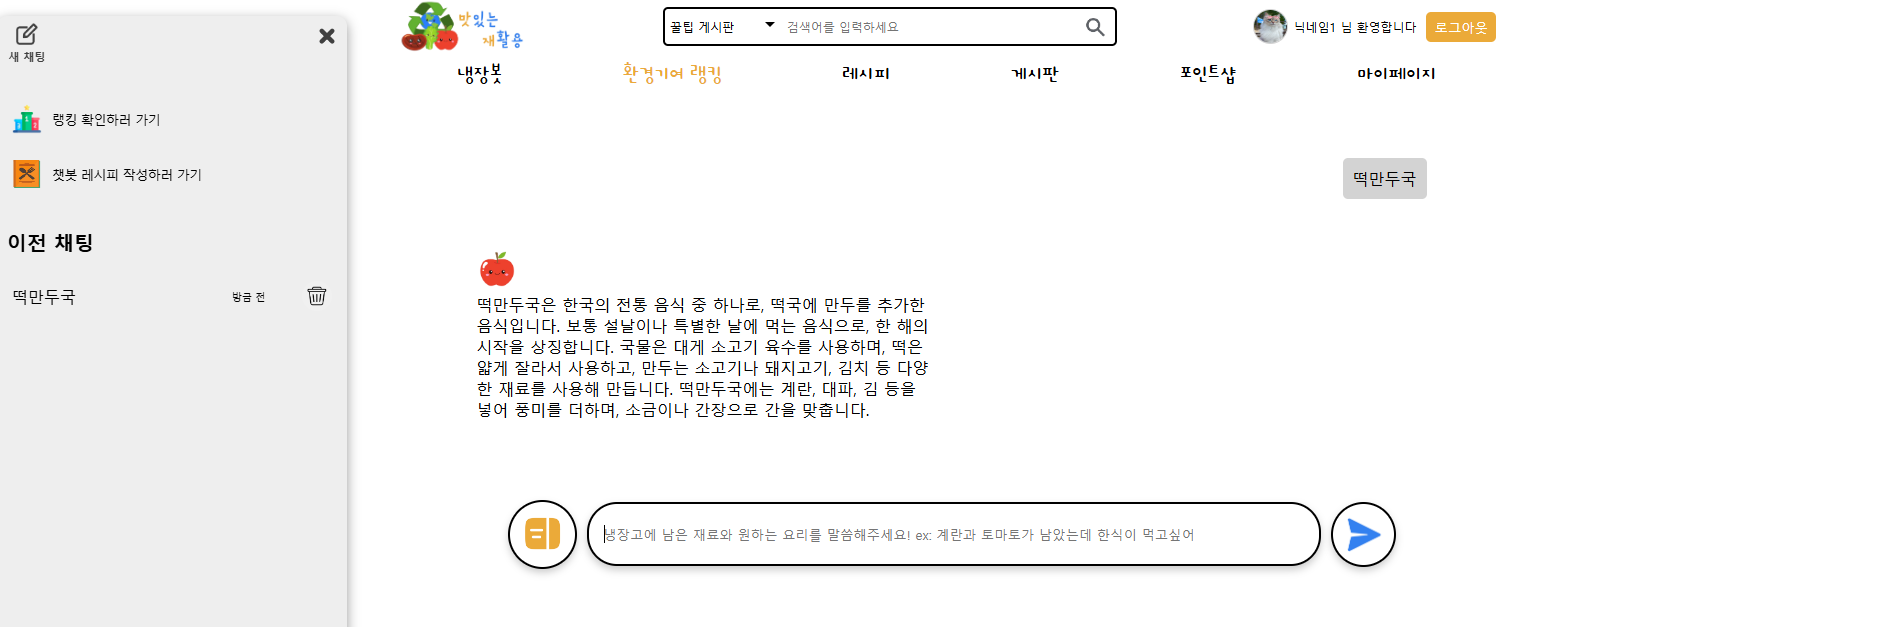 새 채팅
랭킹 확인하러 가기
챗봇 레시피 작성하러 가기
이전 채팅
떡만두국 방금 전
맛있는
재활용
꿀팁 게시판 검색어를 입력하세요
닉네임1 님 환영합니다 로그아웃
냉장봇 환경기여 랭킹 레시피 게시판 포인트샵 마이페이지
떡만두국
떡만두국은 한국의 전통 음식 중 하나로, 떡국에 만두를 추가한
음식입니다. 보통 설날이나 특별한 날에 먹는 음식으로, 한 해의
시작을 상징합니다. 국물은 대게 소고기 육수를 사용하며, 떡은
얇게 잘라서 사용하고, 만두는 소고기나 돼지고기, 김치 등 다양
한 재료를 사용해 만듭니다. 떡만두국에는 계란, 대파, 김 등을
넣어 풍미를 더하며, 소금이나 간장으로 간을 맞춥니다.
냉장고에 남은 재료와 원하는 요리를 말씀해주세요! ex: 계란과 토마토가 남았는데 한식이 먹고싶어